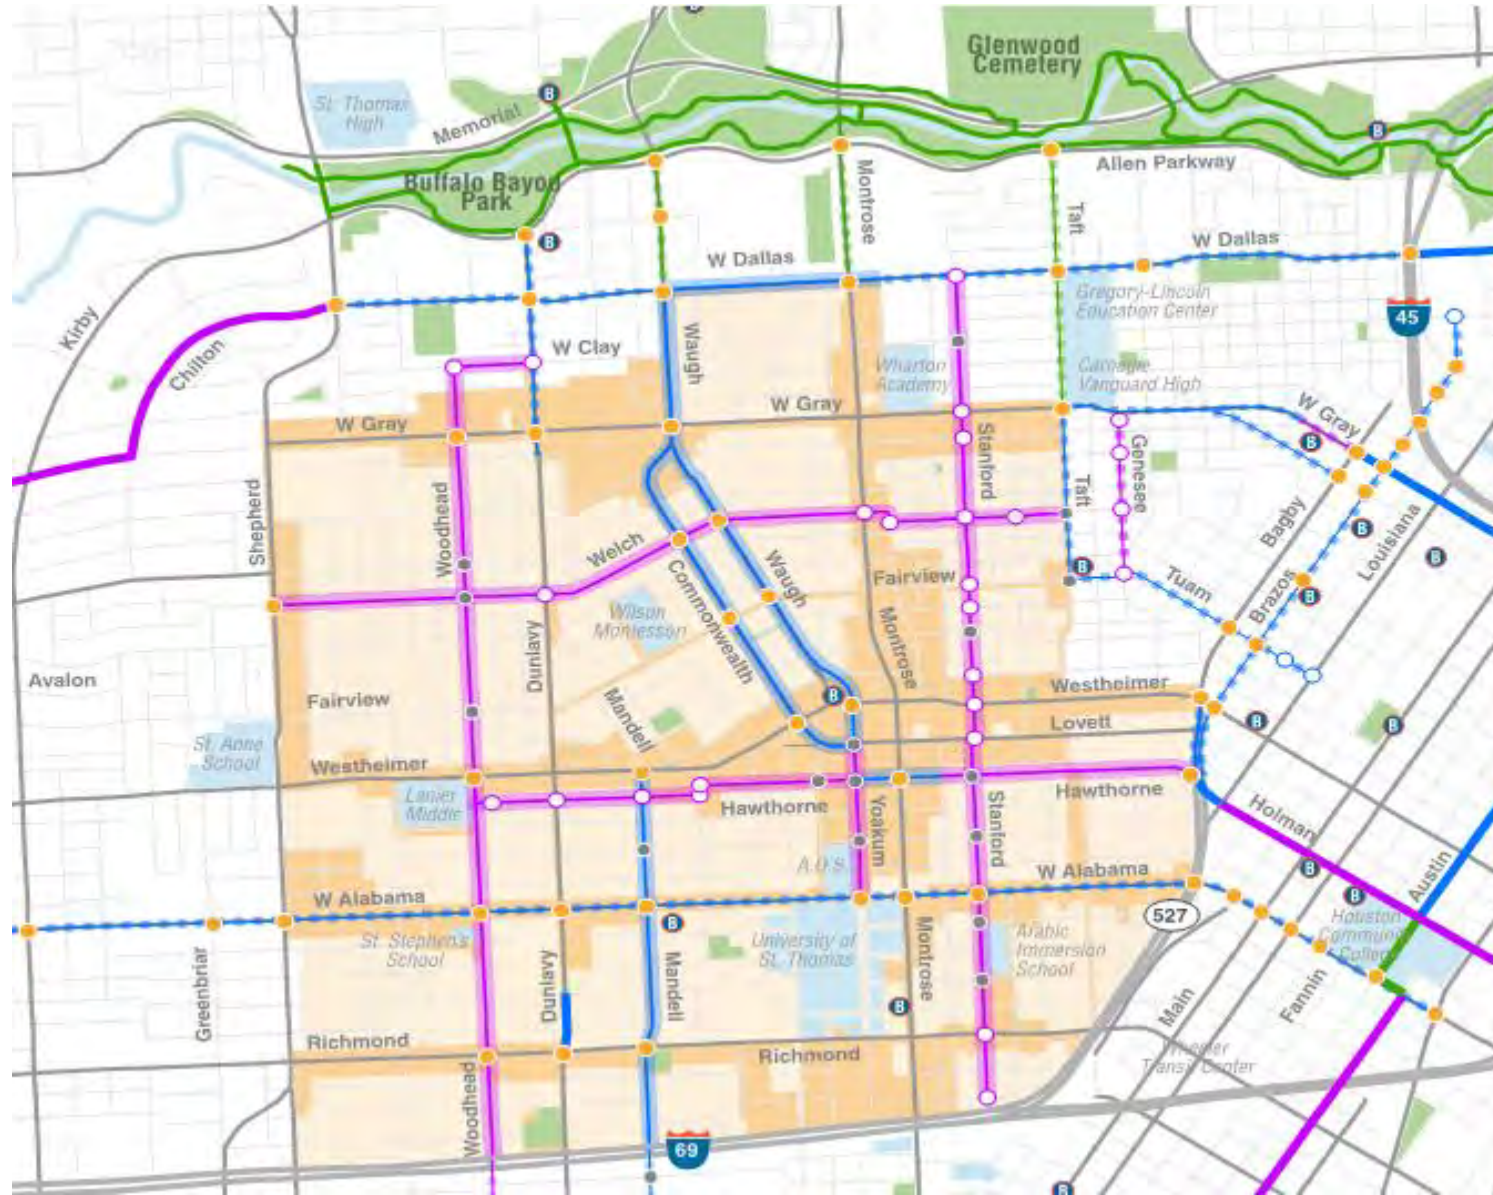 Glenwood
Cemetery
St. Thomas
High
Memorial
B
B
B
Allen Parkway
Buffalo Bayou
Park
Montrose
Taft
B
W Dallas
W Dallas
Gregory-Lincoln
Education Center
45
Kirby
Chilton
W Clay
Waugh
Wharton
Academy
Carnegie
Vanguard High
W Gray
W Gray
W Gray
B
Stanford
Genesee
Shepherd
Woodhead
Taft
Bagby
Louisiana
B
B
Welch
Waugh
Commonwealth
Fairview
B
Tuam
Brazos
B
Wilson
Montessori
Montrose
Dunlavy
Avalon
Fairview
Mandell
B
Westheimer
Lovett
B
B
St. Anne
School
Westheimer
Lanier
Middle
Hawthorne
Yoakum
Stanford
Hawthorne
Holman
A.O.S.
W Alabama
W Alabama
B
B
Austin
527
Houston
Community
College
St. Stephen's
School
B
University of
St. Thomas
Montrose
Arabic
Immersion
School
Greenbriar
Dunlavy
Mandell
B
Main
Fannin
Richmond
Richmond
Wheeler
Transit Center
Woodhead
69
B